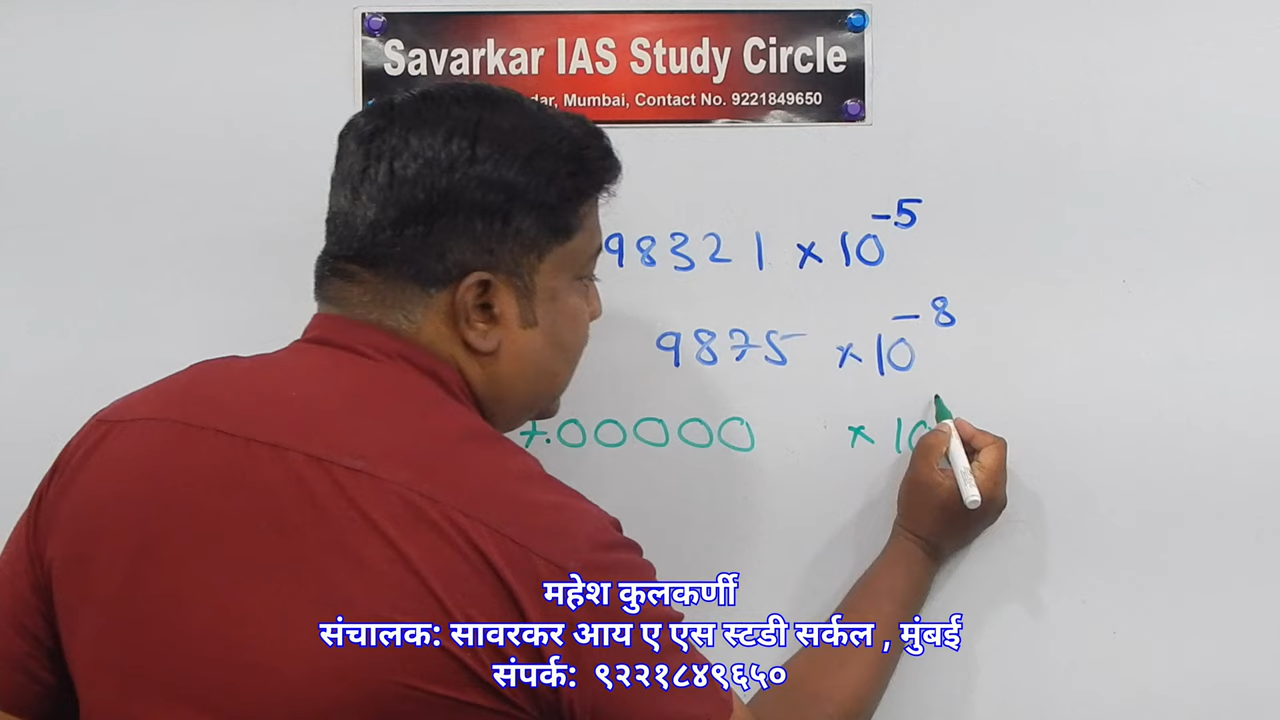 Savarkar IAS Study Circle
Mumbai, Contact No. 9221849650
98321 × 10⁻⁵
9875 × 10⁻⁸
7.00000 × 10
महेश कुलकर्णी
संचालक: सावरकर आय ए एस स्टडी सर्कल , मुंबई
संपर्क: ९२२१८४९६५०